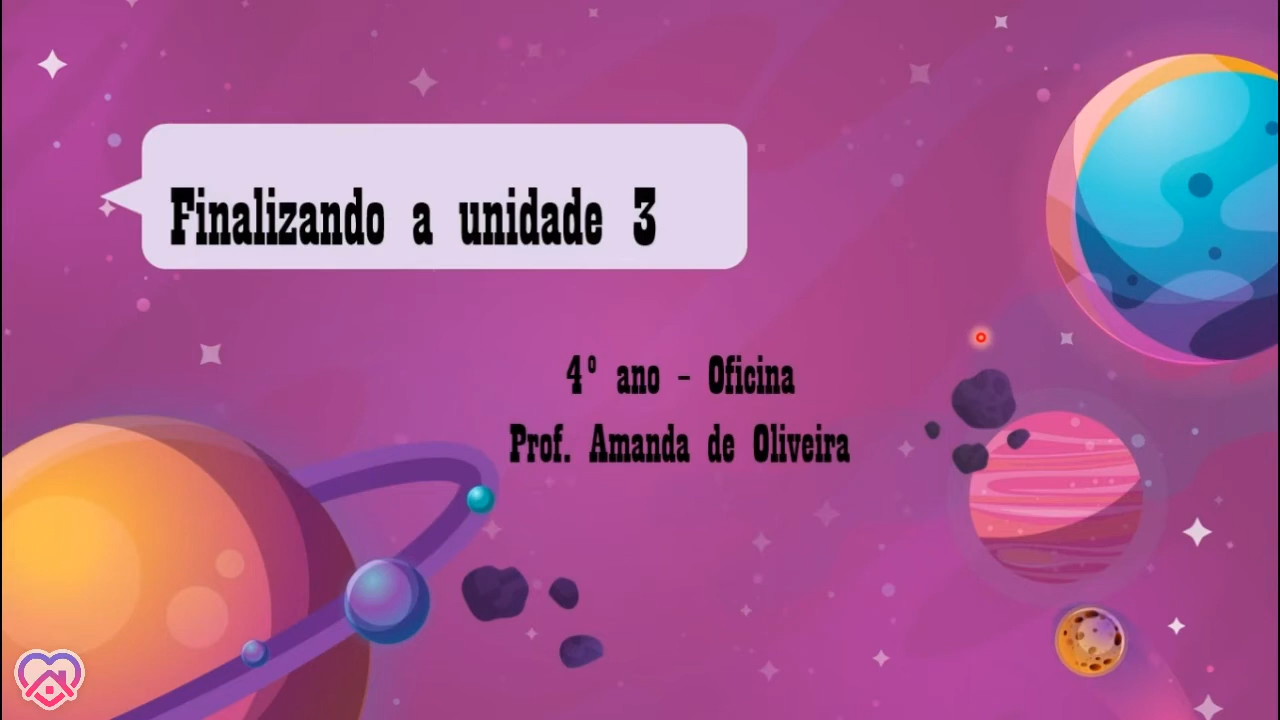 Finalizando a unidade 3
4º ano - Oficina
Prof. Amanda de Oliveira